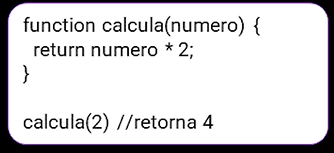 function calcula(numero) {
  return numero * 2;
}

calcula(2) //retorna 4